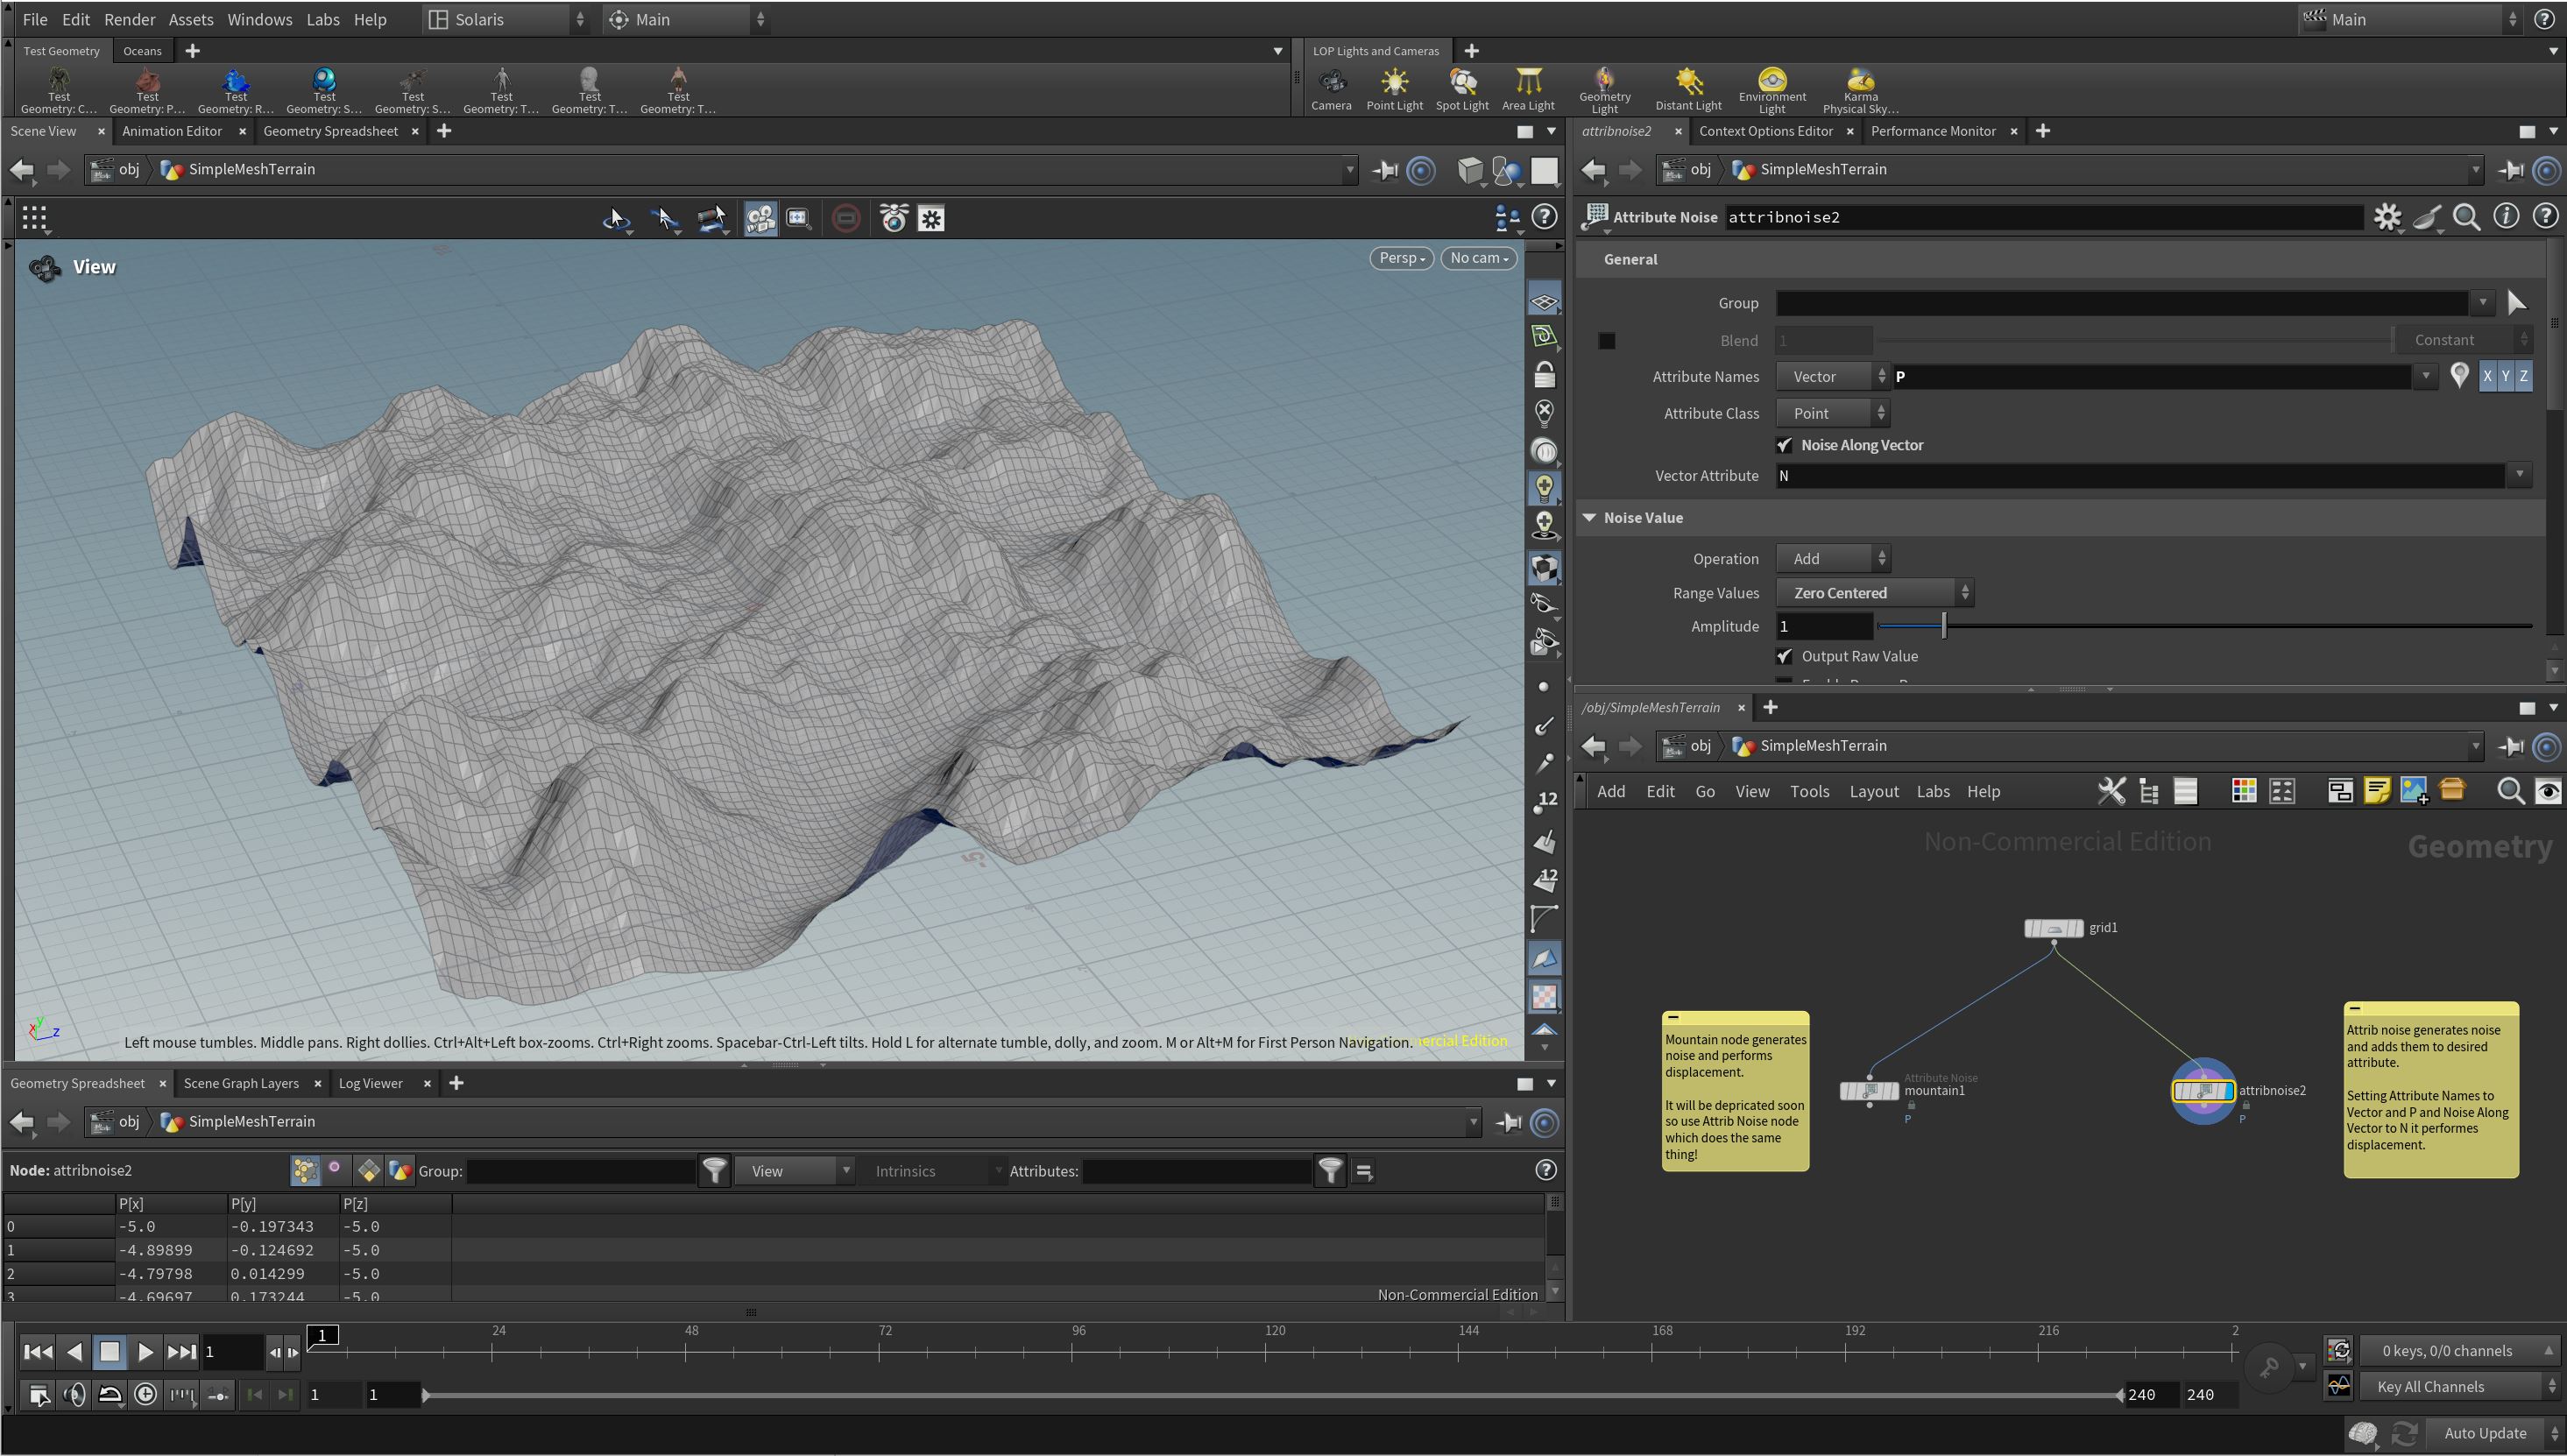 File Edit Render Assets Windows Labs Help Solaris Main Main
Test Geometry Oceans
LOP Lights and Cameras
Test Geometry: C...
Test Geometry: P...
Test Geometry: R...
Test Geometry: S...
Test Geometry: S...
Test Geometry: T...
Test Geometry: T...
Test Geometry: T...
Camera Point Light Spot Light Area Light
Geometry Light
Distant Light
Environment Light
Karma Physical Sky...
Scene View Animation Editor Geometry Spreadsheet
obj SimpleMeshTerrain
View
Persp No cam
12
12
5
x y z
Left mouse tumbles. Middle pans. Right dollies. Ctrl+Alt+Left box-zooms. Ctrl+Right zooms. Spacebar-Ctrl-Left tilts. Hold L for alternate tumble, dolly, and zoom. M or Alt+M for First Person Navigation.
Edition
attribnoise2 Context Options Editor Performance Monitor
obj SimpleMeshTerrain
Attribute Noise attribnoise2
General
Group
Blend 1 Constant
Attribute Names Vector P X Y Z
Attribute Class Point
Noise Along Vector
Vector Attribute N
Noise Value
Operation Add
Range Values Zero Centered
Amplitude 1
Output Raw Value
/obj/SimpleMeshTerrain
obj SimpleMeshTerrain
Add Edit Go View Tools Layout Labs Help
Non-Commercial Edition
Geometry
grid1
Mountain node generates
noise and performs
displacement.
It will be depricated soon
so use Attrib Noise node
which does the same
thing!
Attribute Noise
mountain1
P
attribnoise2
P
Attrib noise generates noise
and adds them to desired
attribute.
Setting Attribute Names to
Vector and P and Noise Along
Vector to N it performes
displacement.
Geometry Spreadsheet Scene Graph Layers Log Viewer
obj SimpleMeshTerrain
Node: attribnoise2 Group: View Intrinsics Attributes:
P[x] P[y] P[z]
0 -5.0 -0.197343 -5.0
1 -4.89899 -0.124692 -5.0
2 -4.79798 0.014299 -5.0
3 -4.69697 0.173244 -5.0
Non-Commercial Edition
1 1 24 48 72 96 120 144 168 192 216 2
0 keys, 0/0 channels
1 1 240 240
Key All Channels
Auto Update